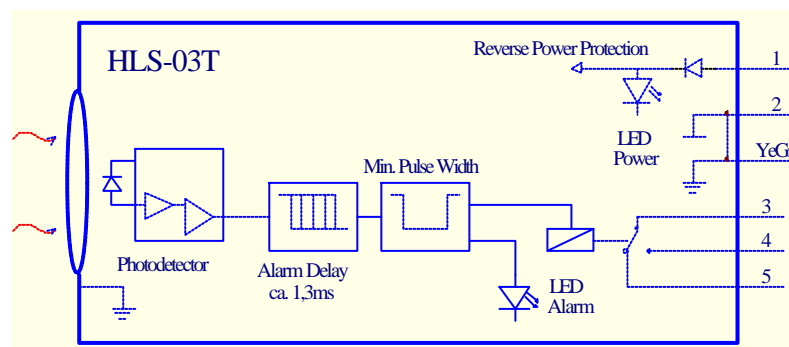 HLS-03T
Reverse Power Protection
1
LED
Power
2
YeG
Min. Pulse Width
3
4
5
Photodetector
Alarm Delay
ca. 1,3ms
LED
Alarm